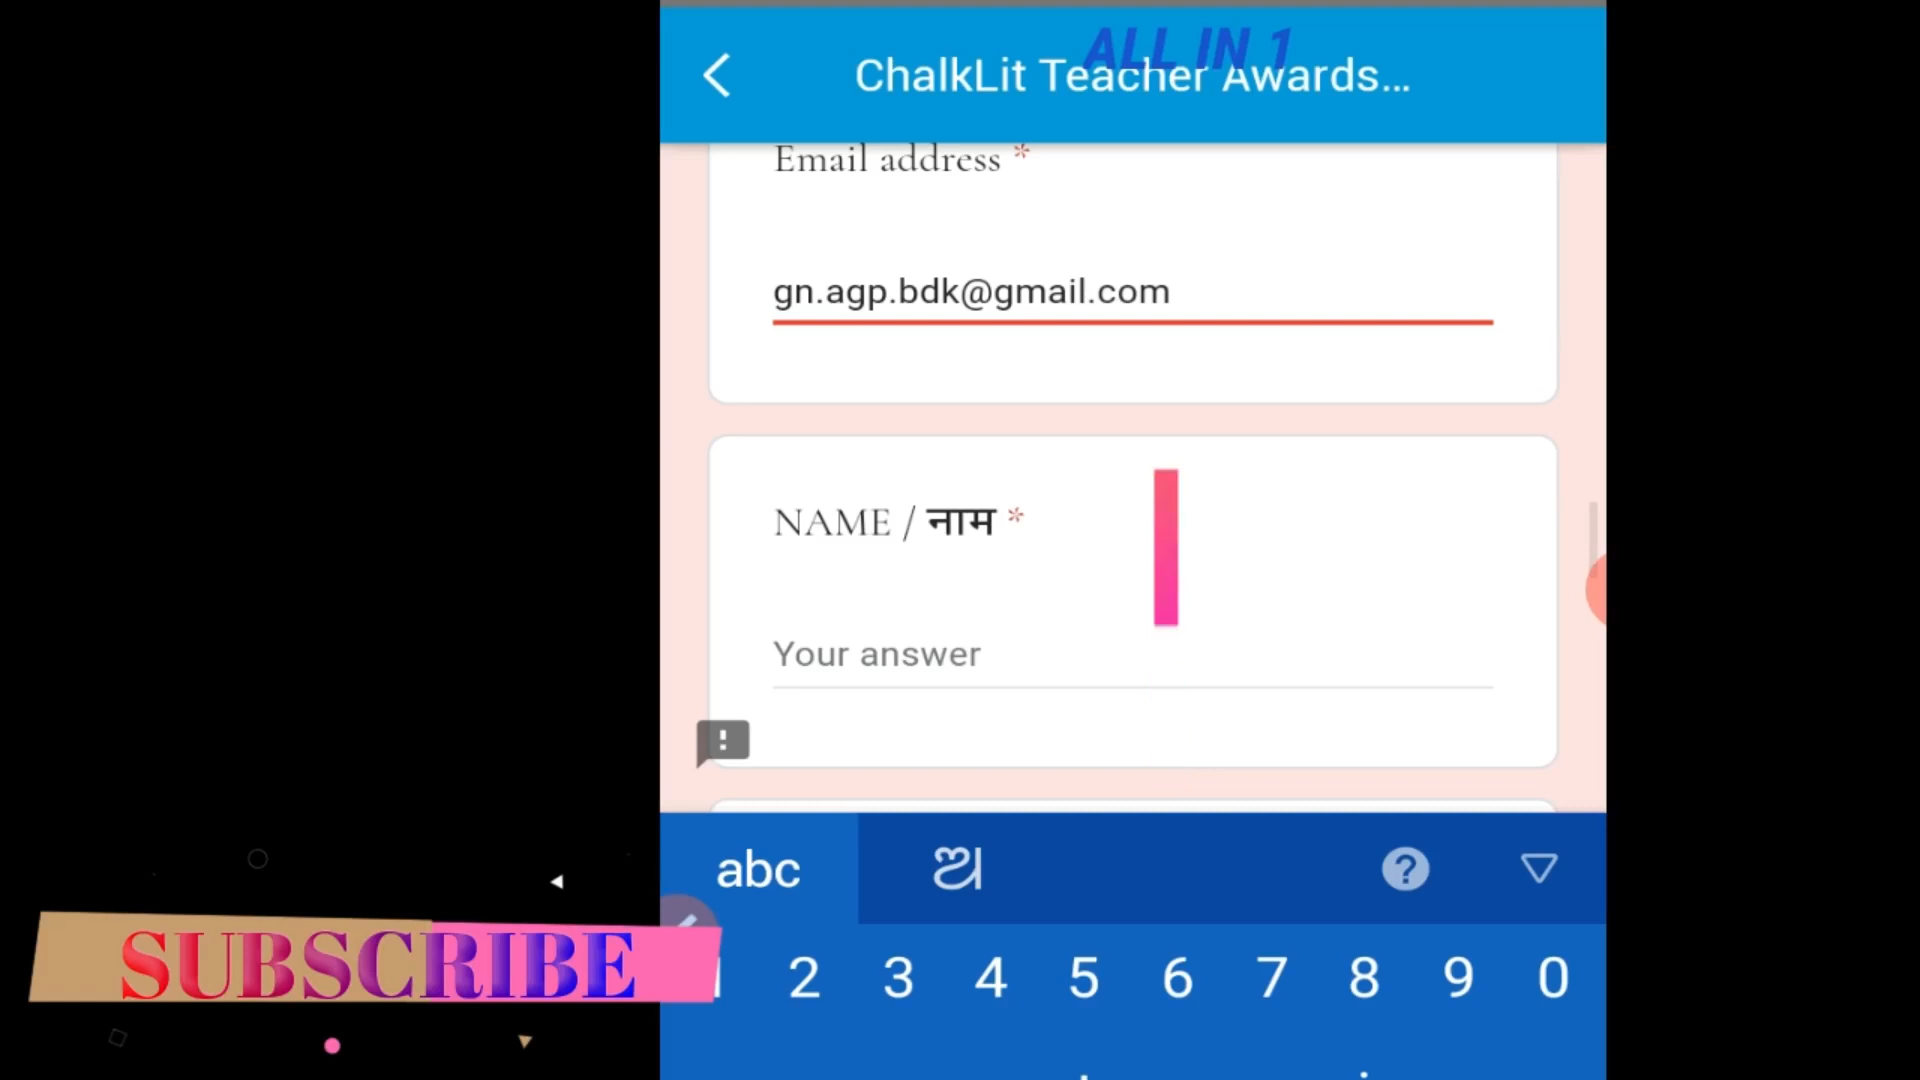 ALL IN 1
ChalkLit Teacher Awards...
Email address *
gn.agp.bdk@gmail.com
NAME / नाम *
Your answer
abc ଅ ?
SUBSCRIBE
1 2 3 4 5 6 7 8 9 0